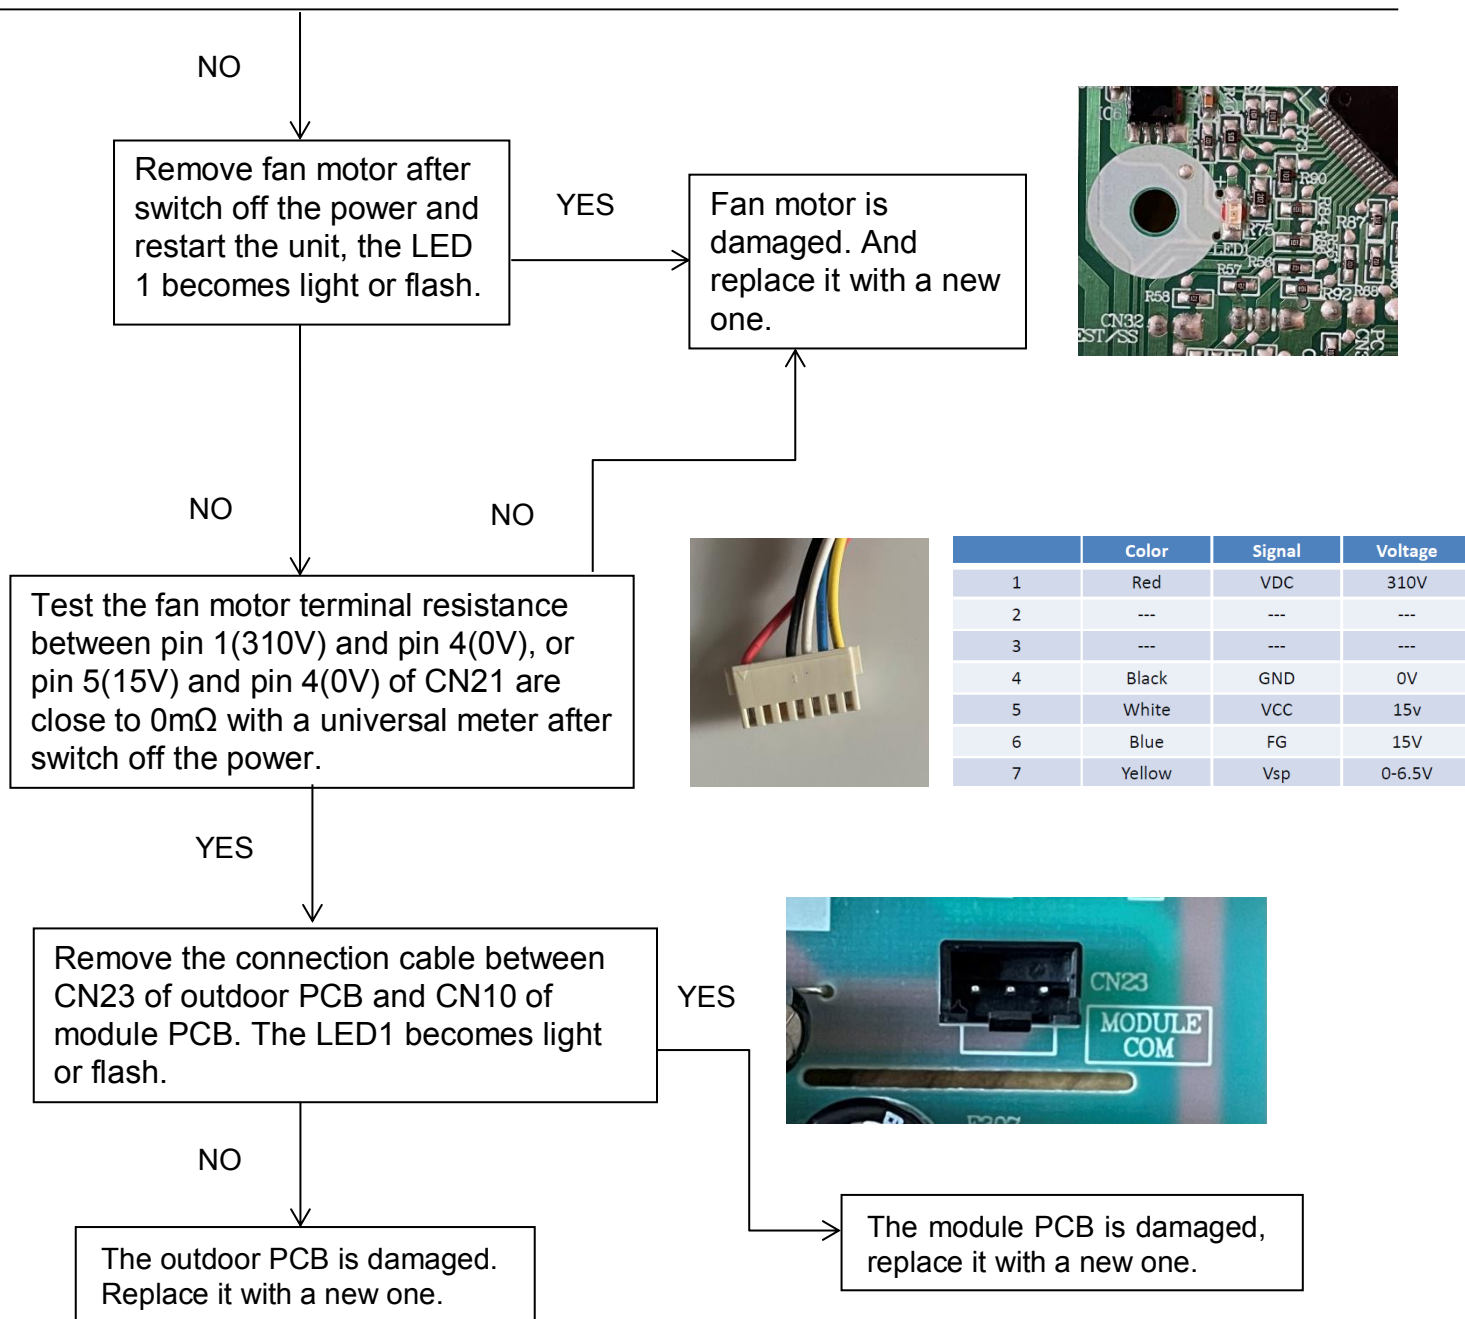 NO
Remove fan motor after
switch off the power and
restart the unit, the LED
1 becomes light or flash.
YES
Fan motor is
damaged. And
replace it with a new
one.
R90
R84
R87
R75
LED1
R56
R57
R58
R92
R88
CN32
EST/SS
PC
NO
NO
Test the fan motor terminal resistance
between pin 1(310V) and pin 4(0V), or
pin 5(15V) and pin 4(0V) of CN21 are
close to 0mΩ with a universal meter after
switch off the power.
Color Signal Voltage
1 Red VDC 310V
2 --- --- ---
3 --- --- ---
4 Black GND 0V
5 White VCC 15v
6 Blue FG 15V
7 Yellow Vsp 0-6.5V
YES
Remove the connection cable between
CN23 of outdoor PCB and CN10 of
module PCB. The LED1 becomes light
or flash.
YES
CN23
MODULE
COM
NO
The outdoor PCB is damaged.
Replace it with a new one.
The module PCB is damaged,
replace it with a new one.